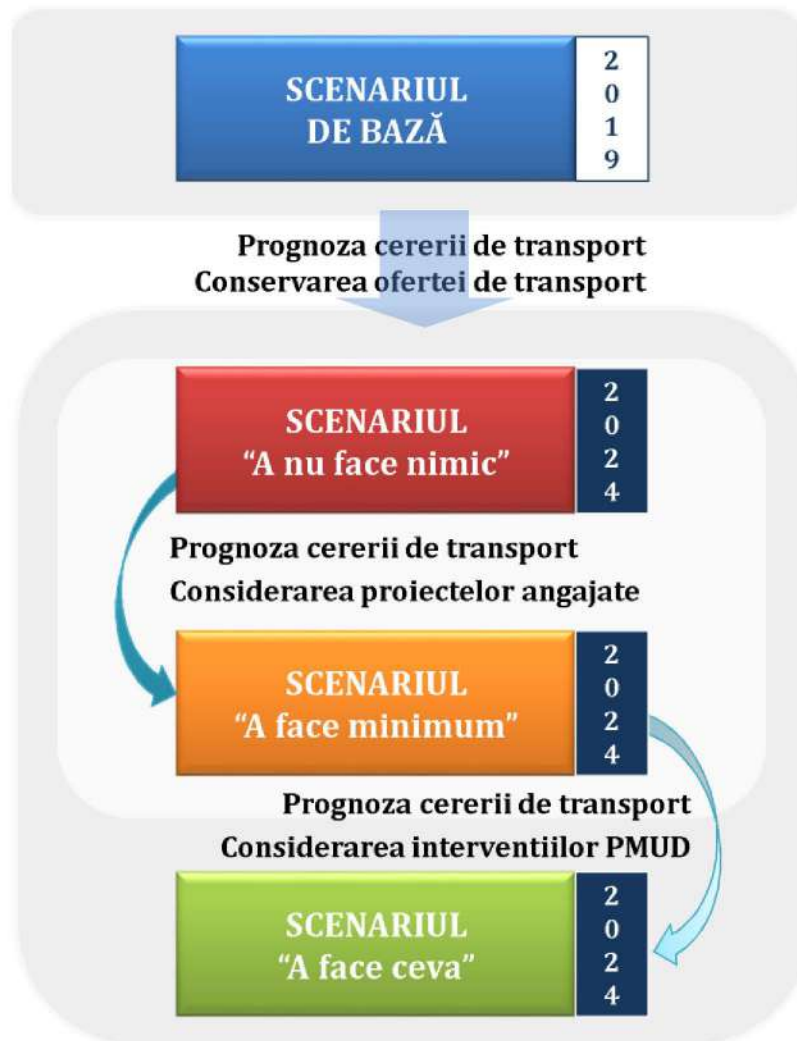 SCENARIUL
DE BAZĂ
2
0
1
9
Prognoza cererii de transport
Conservarea ofertei de transport
SCENARIUL
“A nu face nimic”
2
0
2
4
Prognoza cererii de transport
Considerarea proiectelor angajate
SCENARIUL
“A face minimum”
2
0
2
4
Prognoza cererii de transport
Considerarea interventiilor PMUD
SCENARIUL
“A face ceva”
2
0
2
4